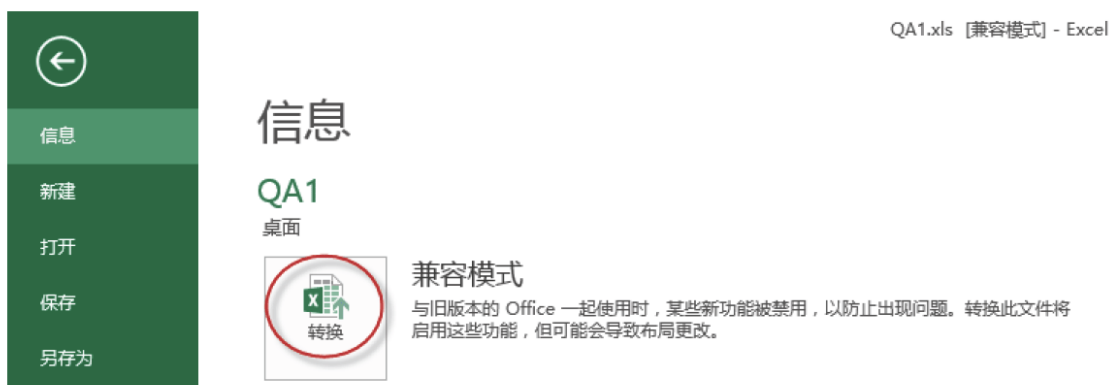 QA1.xls [兼容模式] - Excel
信息
新建
打开
保存
另存为
信息
QA1
桌面
转换
兼容模式
与旧版本的 Office 一起使用时，某些新功能被禁用，以防止出现问题。转换此文件将
启用这些功能，但可能会导致布局更改。